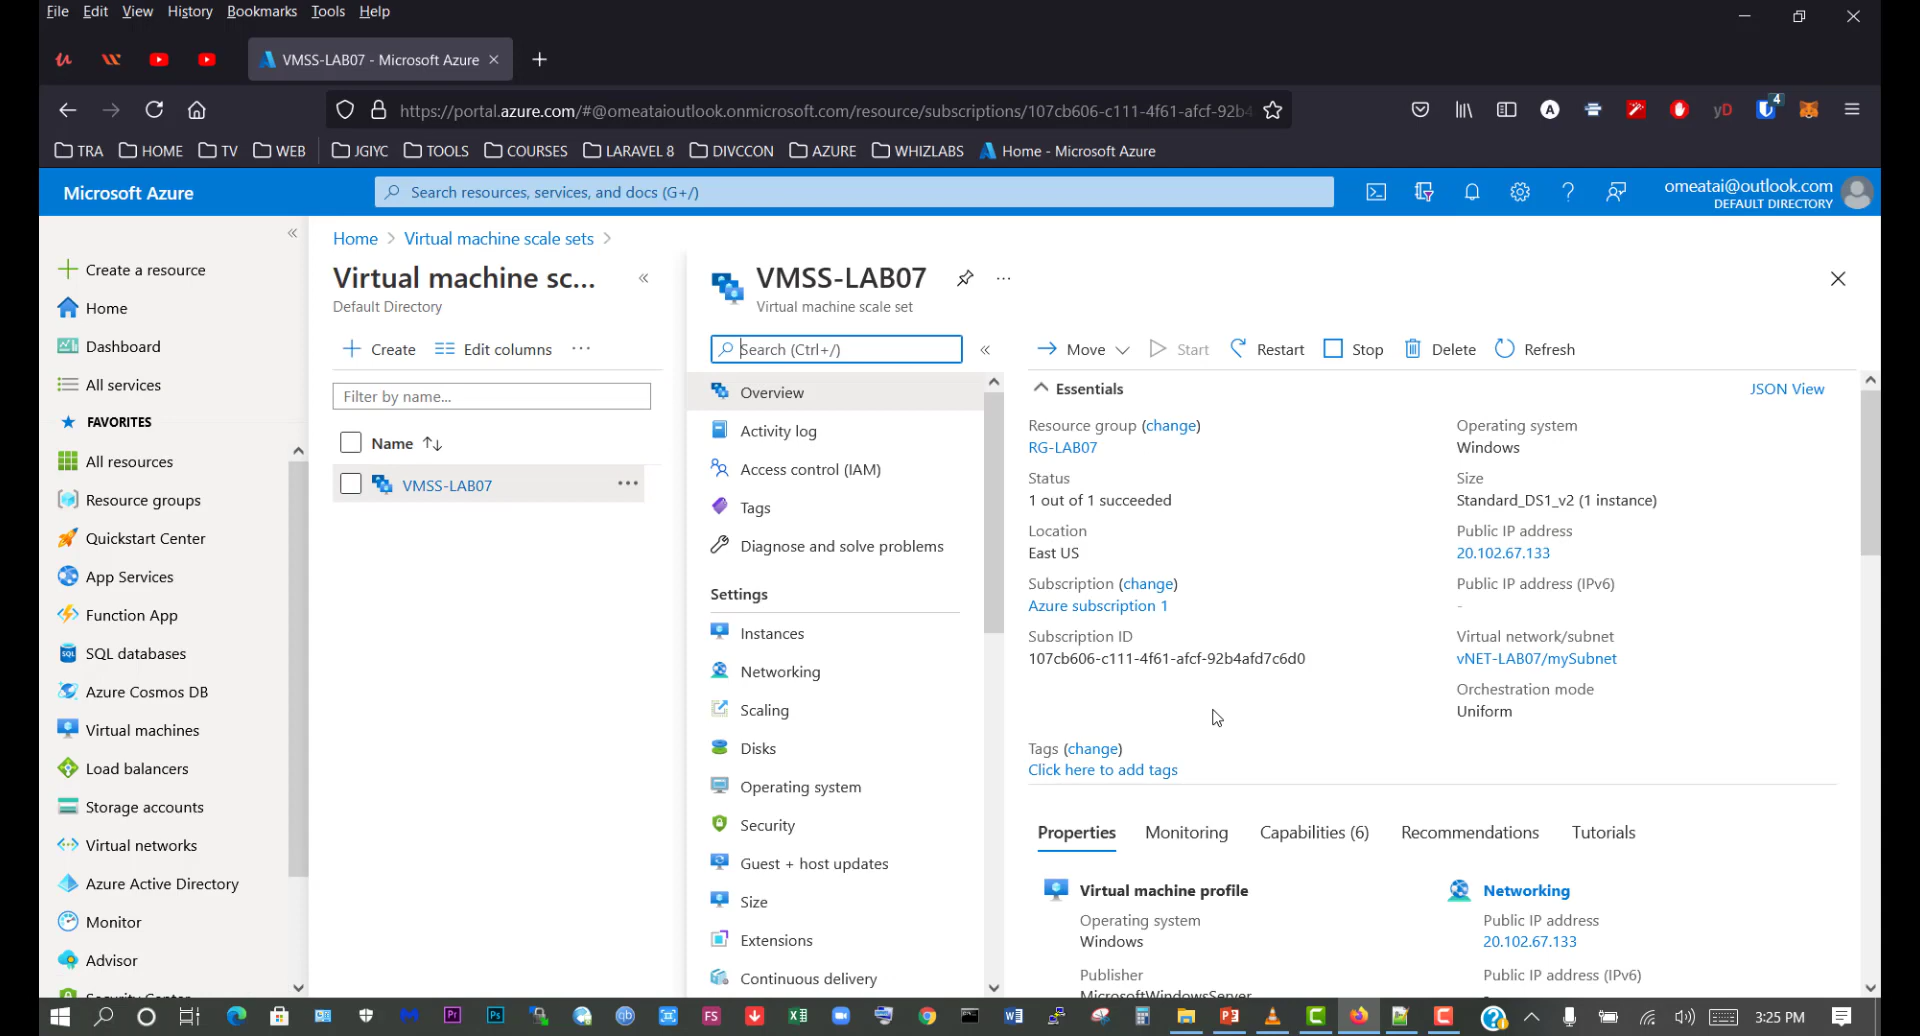 File Edit View History Bookmarks Tools Help
VMSS-LAB07 - Microsoft Azure
https://portal.azure.com/#@omeataioutlook.onmicrosoft.com/resource/subscriptions/107cb606-c111-4f61-afcf-92b4
4
TRA HOME TV WEB JGIYC TOOLS COURSES LARAVEL 8 DIVCCON AZURE WHIZLABS Home - Microsoft Azure
Microsoft Azure
Search resources, services, and docs (G+/)
omeatai@outlook.com
DEFAULT DIRECTORY
Create a resource
Home
Dashboard
All services
FAVORITES
All resources
Resource groups
Quickstart Center
App Services
Function App
SQL databases
Azure Cosmos DB
Virtual machines
Load balancers
Storage accounts
Virtual networks
Azure Active Directory
Monitor
Advisor
Security Center
Home > Virtual machine scale sets >
Virtual machine sc...
Default Directory
Create Edit columns ...
Filter by name...
Name
VMSS-LAB07
VMSS-LAB07
Virtual machine scale set
Search (Ctrl+/)
Overview
Activity log
Access control (IAM)
Tags
Diagnose and solve problems
Settings
Instances
Networking
Scaling
Disks
Operating system
Security
Guest + host updates
Size
Extensions
Continuous delivery
Move Start Restart Stop Delete Refresh
Essentials
JSON View
Resource group (change)
RG-LAB07
Status
1 out of 1 succeeded
Location
East US
Subscription (change)
Azure subscription 1
Subscription ID
107cb606-c111-4f61-afcf-92b4afd7c6d0
Operating system
Windows
Size
Standard_DS1_v2 (1 instance)
Public IP address
20.102.67.133
Public IP address (IPv6)
-
Virtual network/subnet
vNET-LAB07/mySubnet
Orchestration mode
Uniform
Tags (change)
Click here to add tags
Properties Monitoring Capabilities (6) Recommendations Tutorials
Virtual machine profile
Operating system
Windows
Publisher
MicrosoftWindowsServer
Networking
Public IP address
20.102.67.133
Public IP address (IPv6)
-
3:25 PM